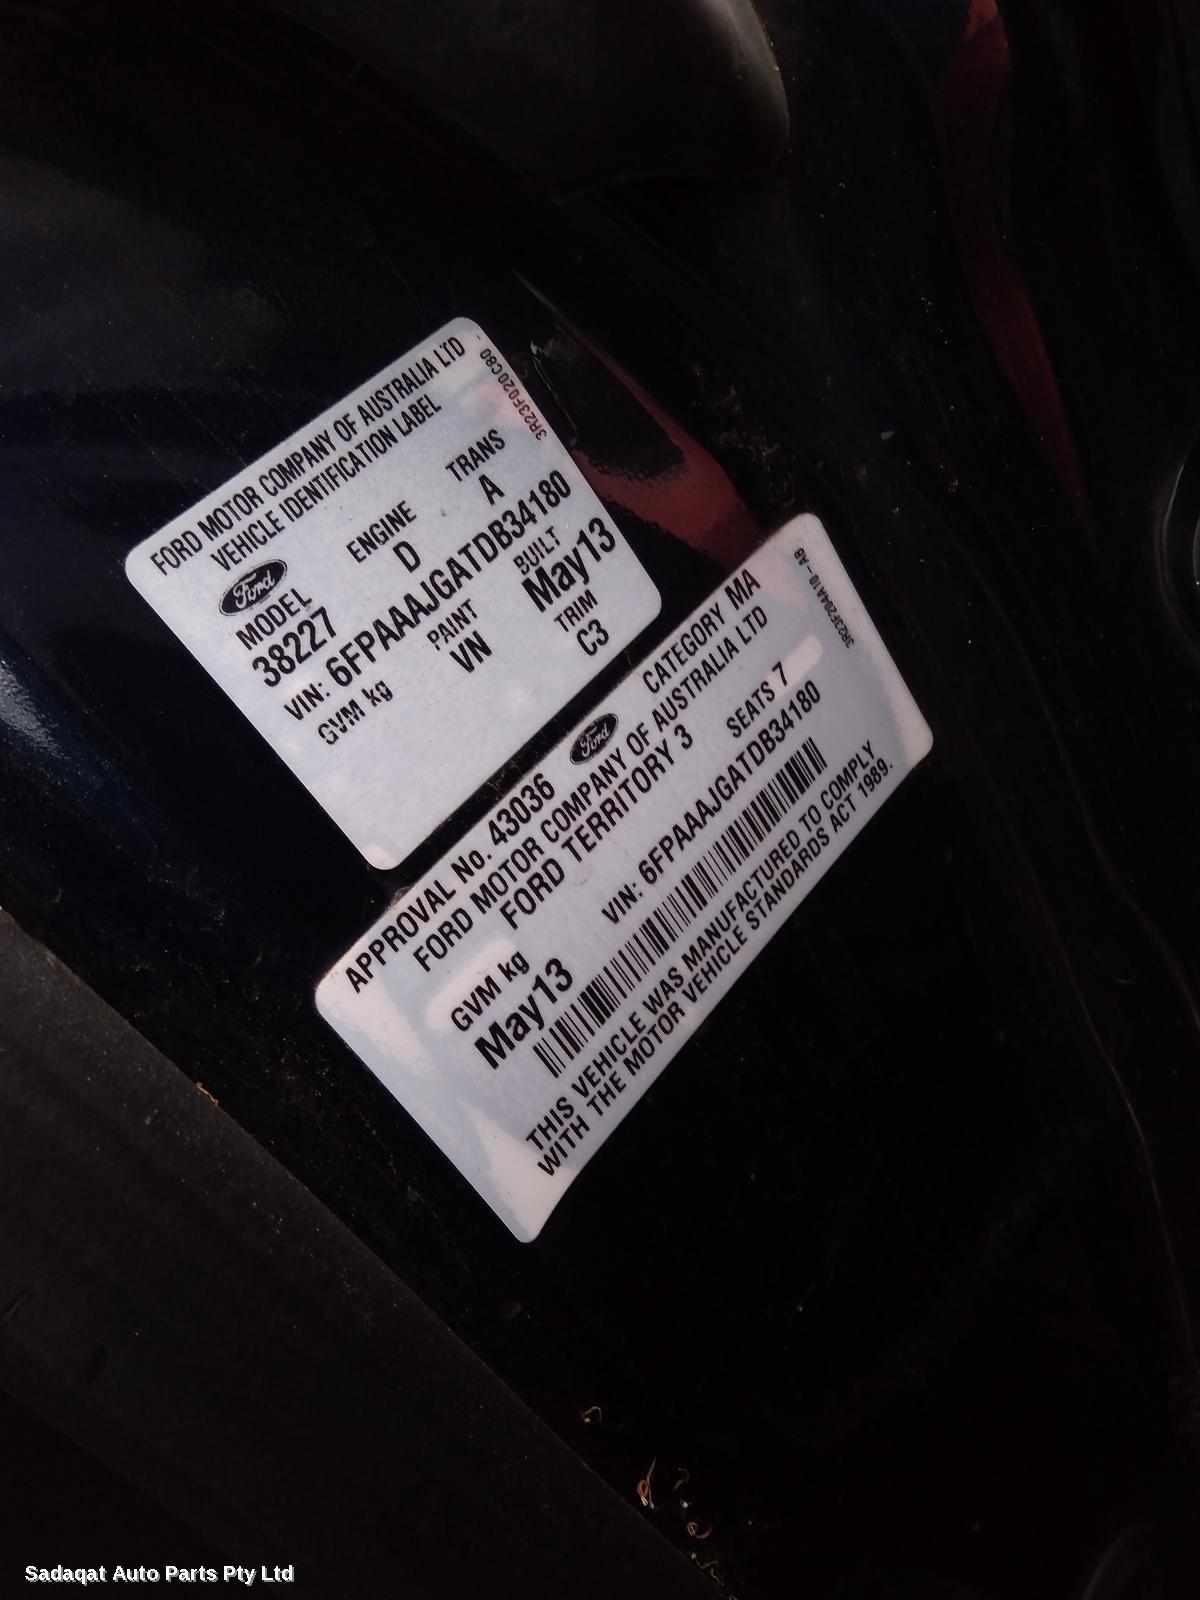 FORD MOTOR COMPANY OF AUSTRALIA LTD
VEHICLE IDENTIFICATION LABEL
3R23F020C80
Ford
MODEL ENGINE TRANS
38227 D A
VIN: 6FPAAAJGATDB34180
GVM kg PAINT BUILT
VN May13
TRIM
C3
APPROVAL No. 43036 Ford CATEGORY MA
FORD MOTOR COMPANY OF AUSTRALIA LTD
FORD TERRITORY 3 SEATS 7
3R23F204A10-AB
GVM kg VIN: 6FPAAAJGATDB34180
May13
THIS VEHICLE WAS MANUFACTURED TO COMPLY
WITH THE MOTOR VEHICLE STANDARDS ACT 1989.
Sadaqat Auto Parts Pty Ltd